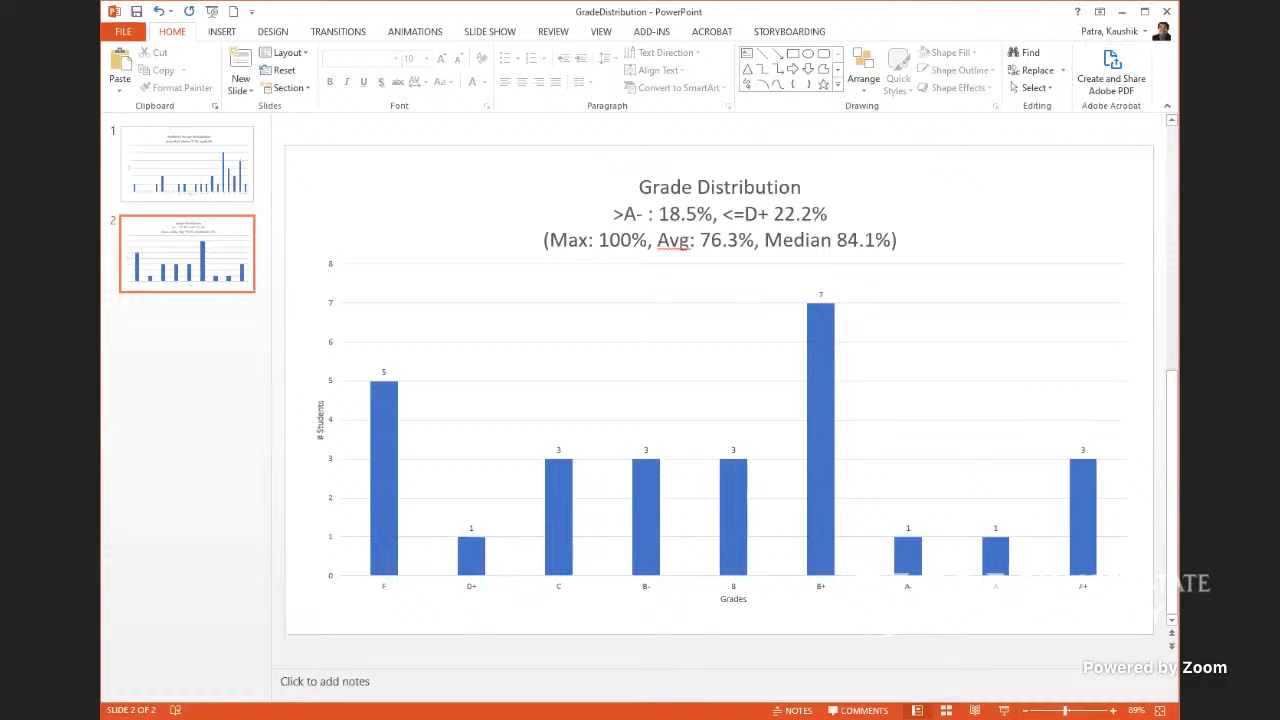 GradeDistribution - PowerPoint
?
FILE HOME INSERT DESIGN TRANSITIONS ANIMATIONS SLIDE SHOW REVIEW VIEW ADD-INS ACROBAT STORYBOARDING
Patra, Kaushik
Paste
Cut
Copy
Format Painter
Clipboard
New
Slide
Layout
Reset
Section
Slides
B I U S abc AV Aa A
Font
Text Direction
Align Text
Convert to SmartArt
Paragraph
Arrange
Quick
Styles
Shape Fill
Shape Outline
Shape Effects
Drawing
Find
Replace
Select
Editing
Create and Share
Adobe PDF
Adobe Acrobat
1
2
Grade Distribution
>A- : 18.5%, <=D+ 22.2%
(Max: 100%, Avg: 76.3%, Median 84.1%)
8
7
6
5
4
3
2
1
0
# Students
5 1 3 3 3 7 1 1 3
F D+ C B- B B+ A- A A+
Grades
Powered by Zoom
Click to add notes
SLIDE 2 OF 2
NOTES COMMENTS 89%